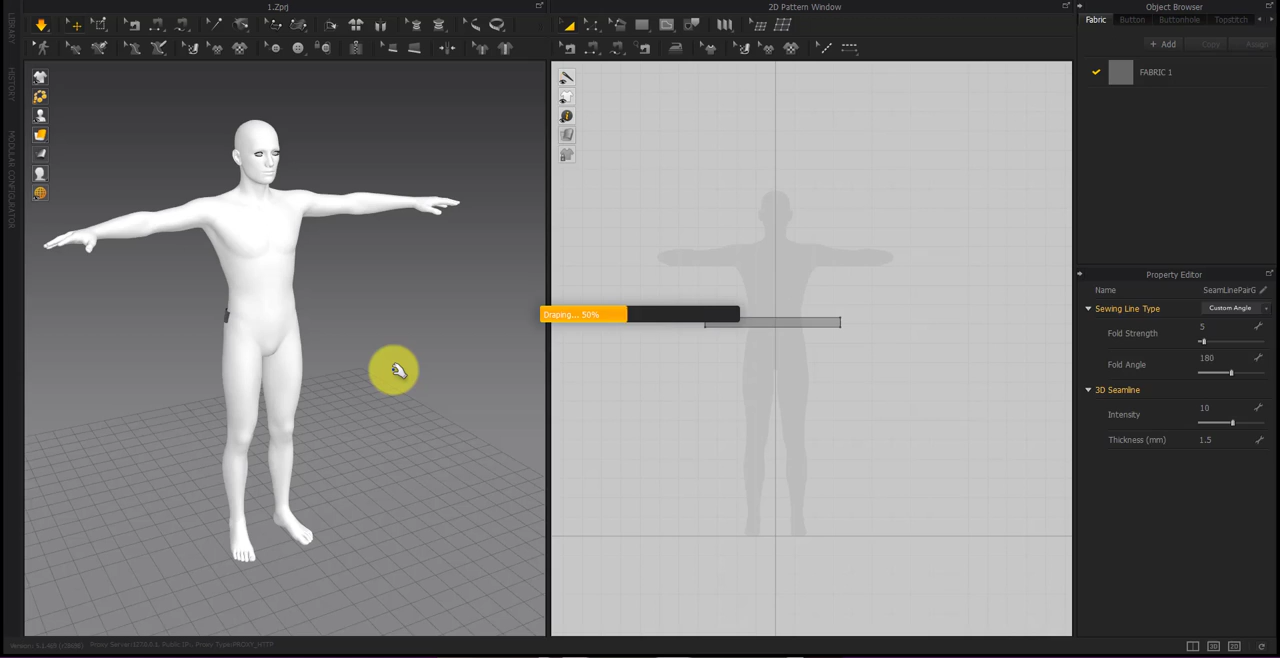 1.Zprj
2D Pattern Window
Object Browser
Fabric
Button
Buttonhole
Topstitch
+ Add
Copy
Assign
FABRIC 1
LIBRARY
HISTORY
MODULAR CONFIGURATOR
Draping... 50%
Property Editor
Name
SeamLinePairG
Sewing Line Type
Custom Angle
Fold Strength
5
Fold Angle
180
3D Seamline
Intensity
10
Thickness (mm)
1.5
3D
2D